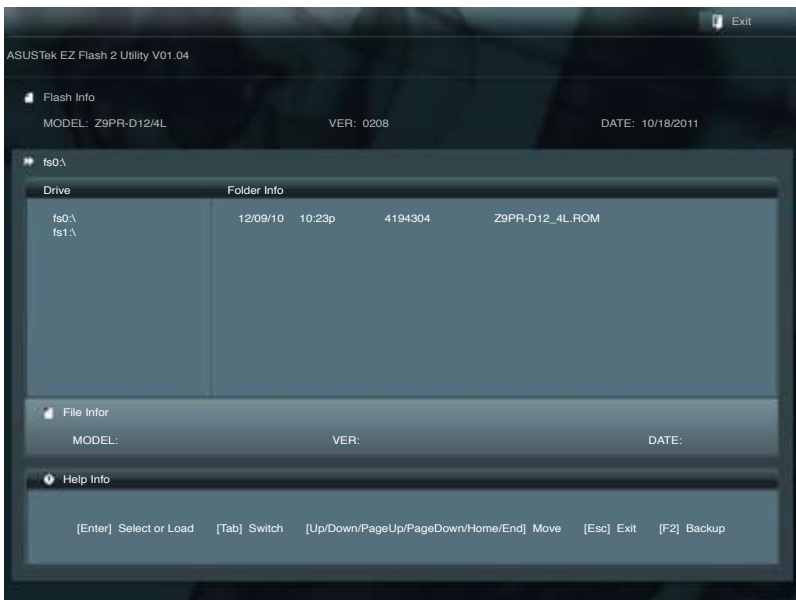 Exit
ASUSTek EZ Flash 2 Utility V01.04
Flash Info
MODEL: Z9PR-D12/4L VER: 0208 DATE: 10/18/2011
fs0:\
Drive Folder Info
fs0:\ 12/09/10 10:23p 4194304 Z9PR-D12_4L.ROM
fs1:\
File Infor
MODEL: VER: DATE:
Help Info
[Enter] Select or Load [Tab] Switch [Up/Down/PageUp/PageDown/Home/End] Move [Esc] Exit [F2] Backup